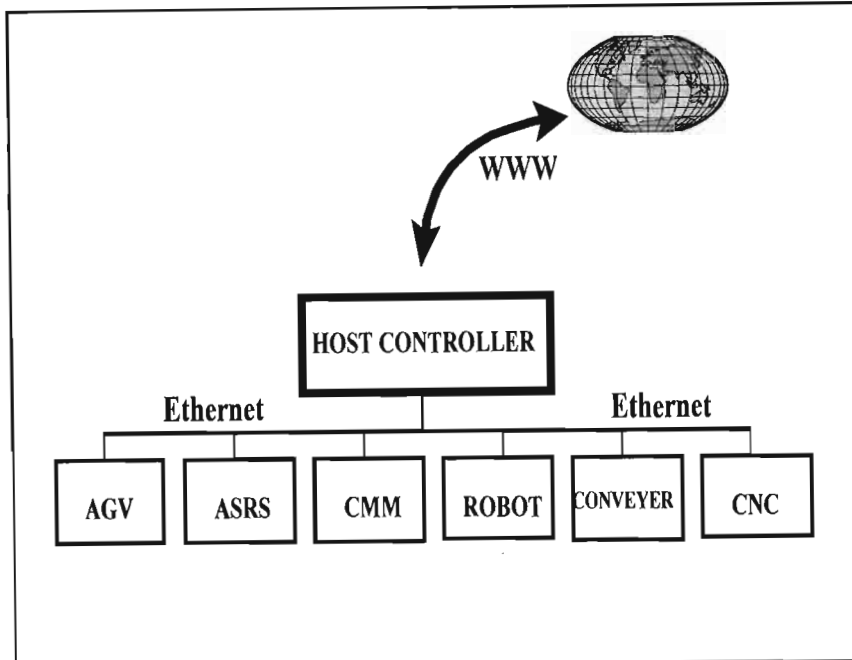 WWW
HOST CONTROLLER
Ethernet
Ethernet
AGV
ASRS
CMM
ROBOT
CONVEYER
CNC